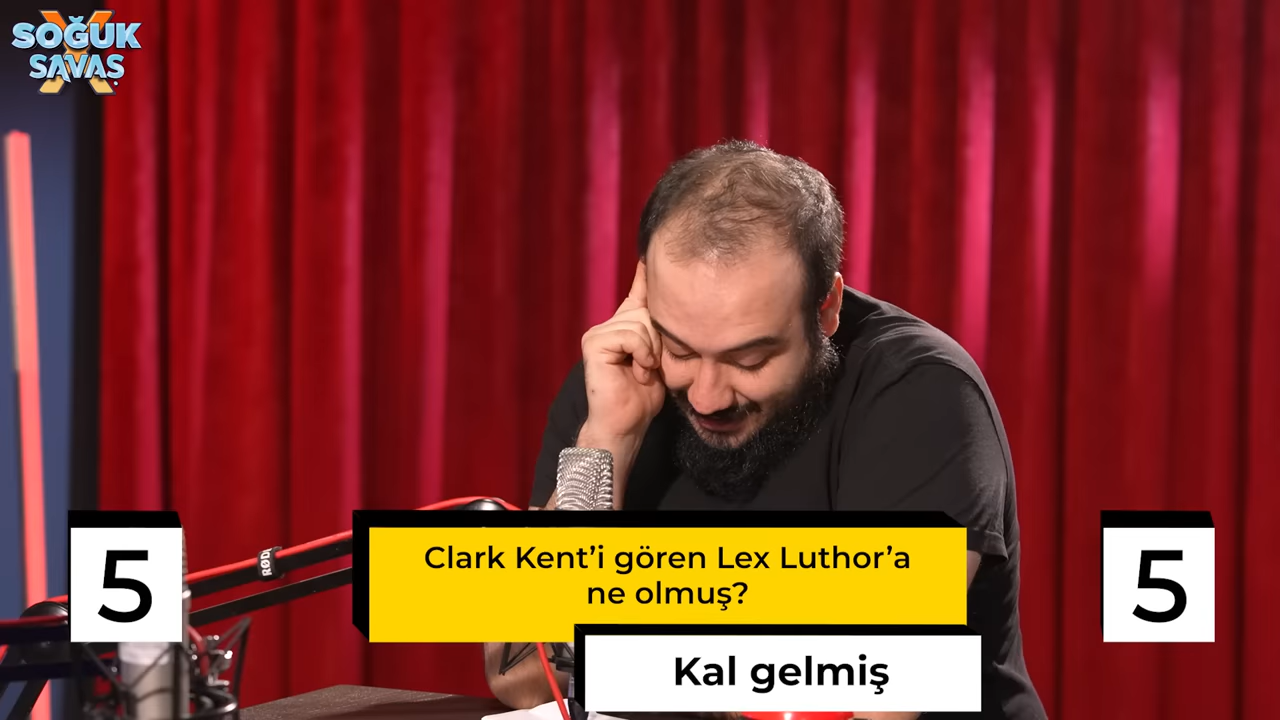 SOĞUK
SAVAŞ
RØDE
5
Clark Kent’i gören Lex Luthor’a
ne olmuş?
5
Kal gelmiş